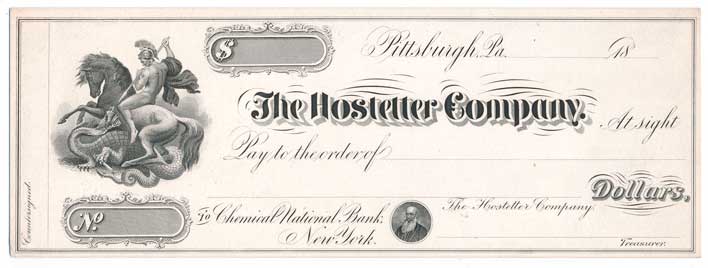 $
Pittsburgh, Pa. 18
The Hostetter Company.
At sight
Pay to the order of
Dollars,
No.
To Chemical National Bank
New York.
The Hostetter Company.
Treasurer.
Countersigned.